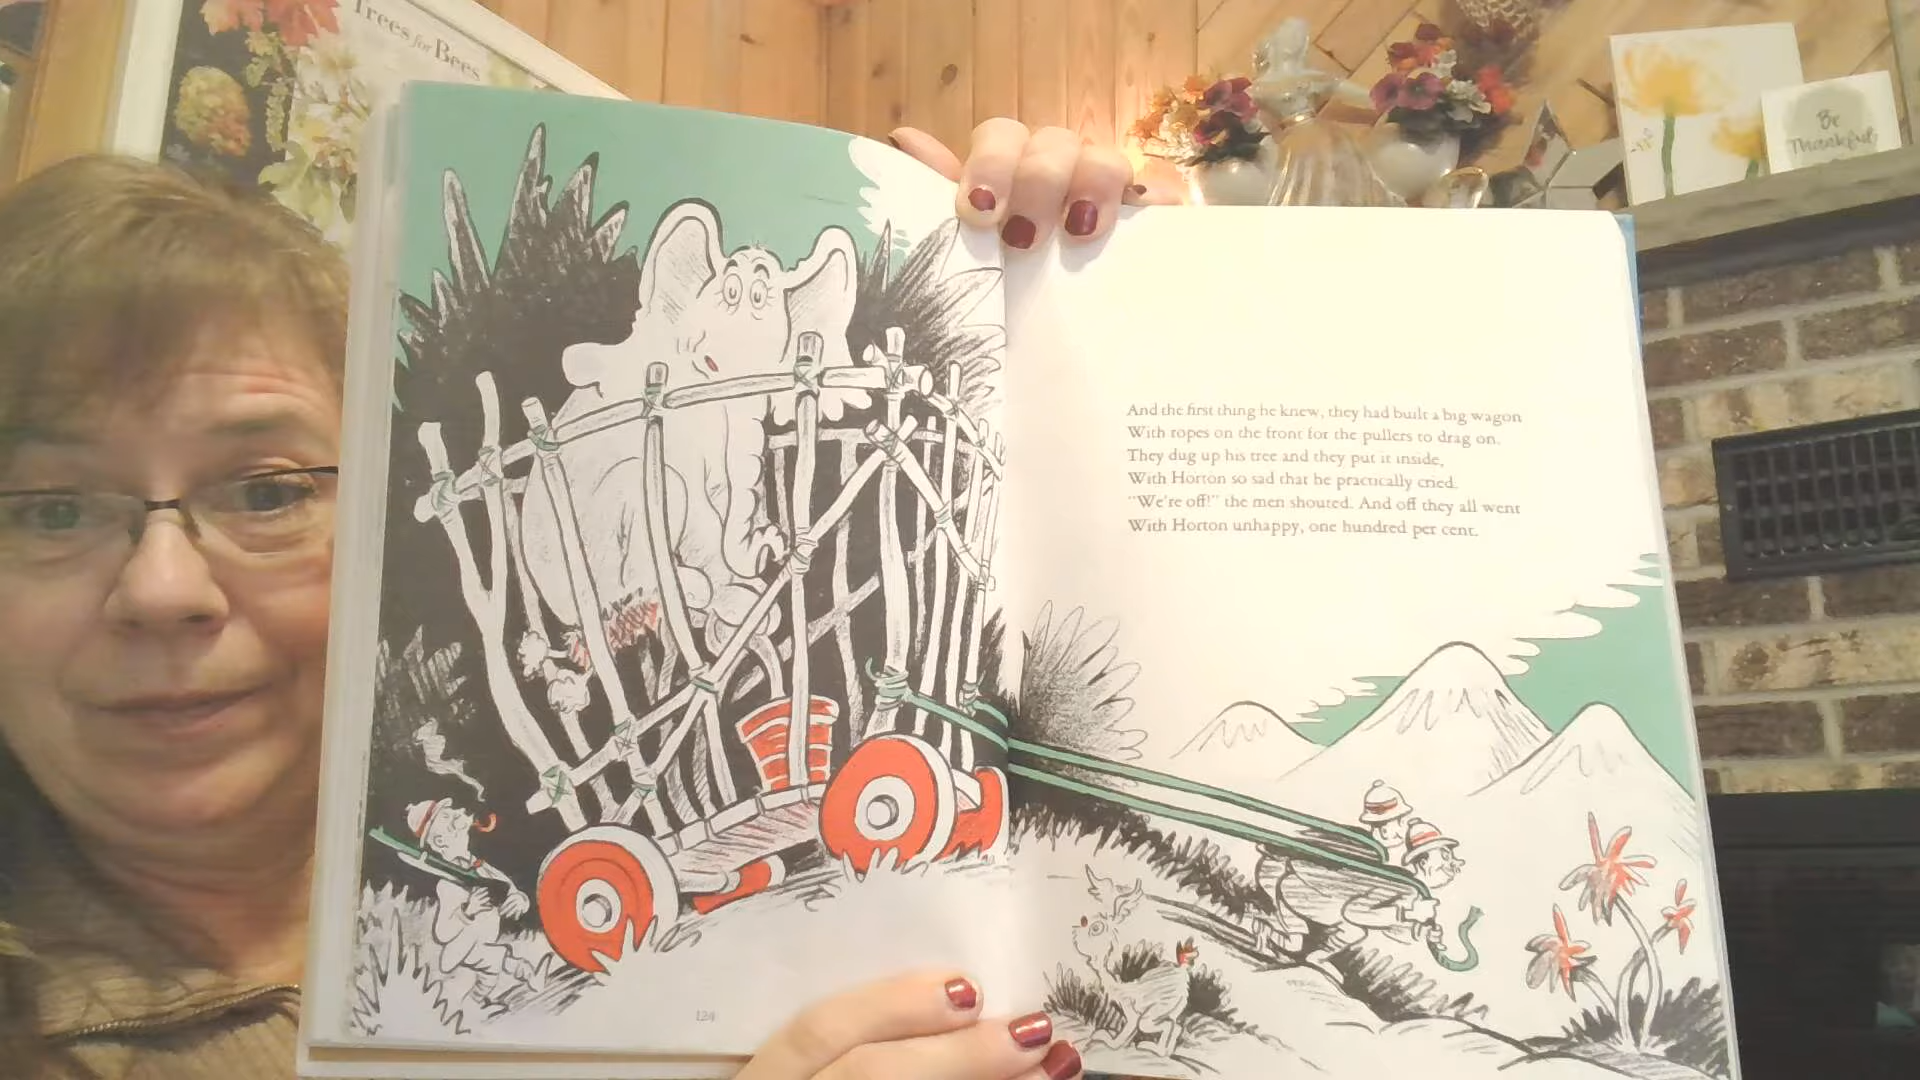 Trees for Bees
Be
Thankful
And the first thing he knew, they had built a big wagon
With ropes on the front for the pullers to drag on.
They dug up his tree and they put it inside,
With Horton so sad that he practically cried.
"We're off!" the men shouted. And off they all went
With Horton unhappy, one hundred per cent.
124